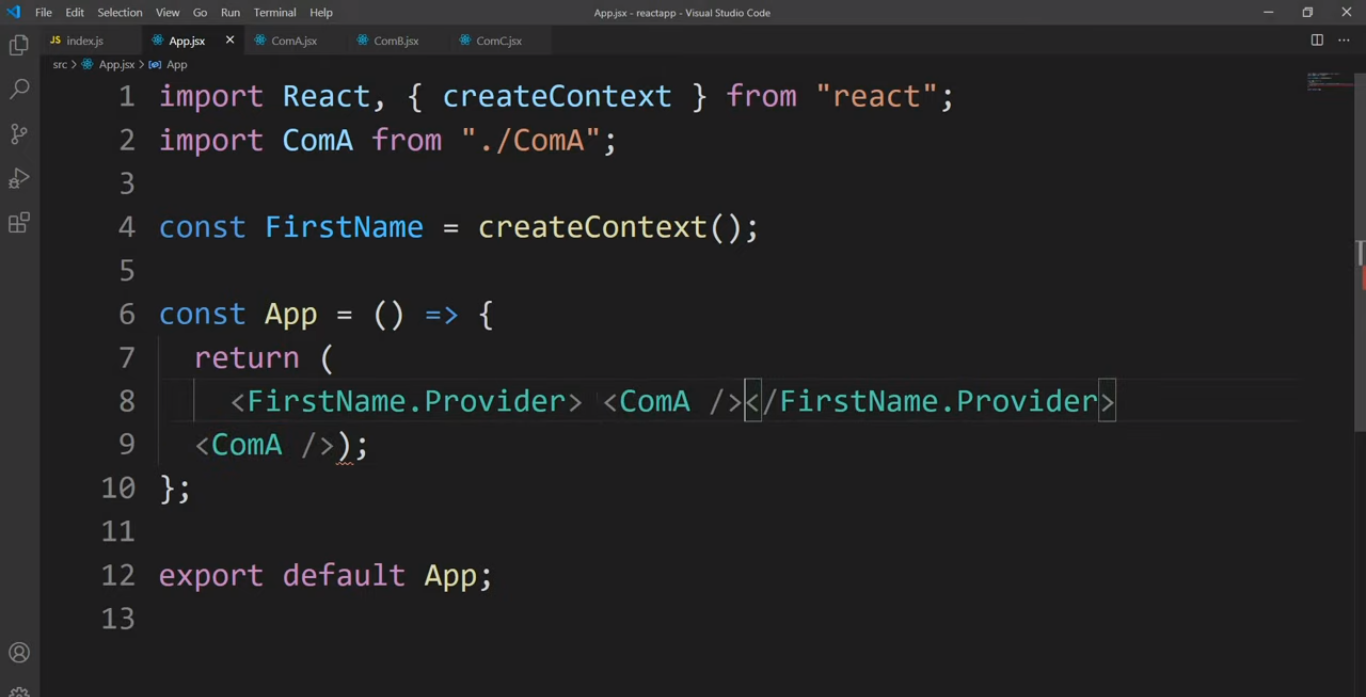 File Edit Selection View Go Run Terminal Help App.jsx - reactapp - Visual Studio Code
JS index.js App.jsx ComA.jsx ComB.jsx ComC.jsx
src > App.jsx > App
1 import React, { createContext } from "react";
2 import ComA from "./ComA";
3
4 const FirstName = createContext();
5
6 const App = () => {
7 return (
8 <FirstName.Provider> <ComA /></FirstName.Provider>
9 <ComA />);
10 };
11
12 export default App;
13